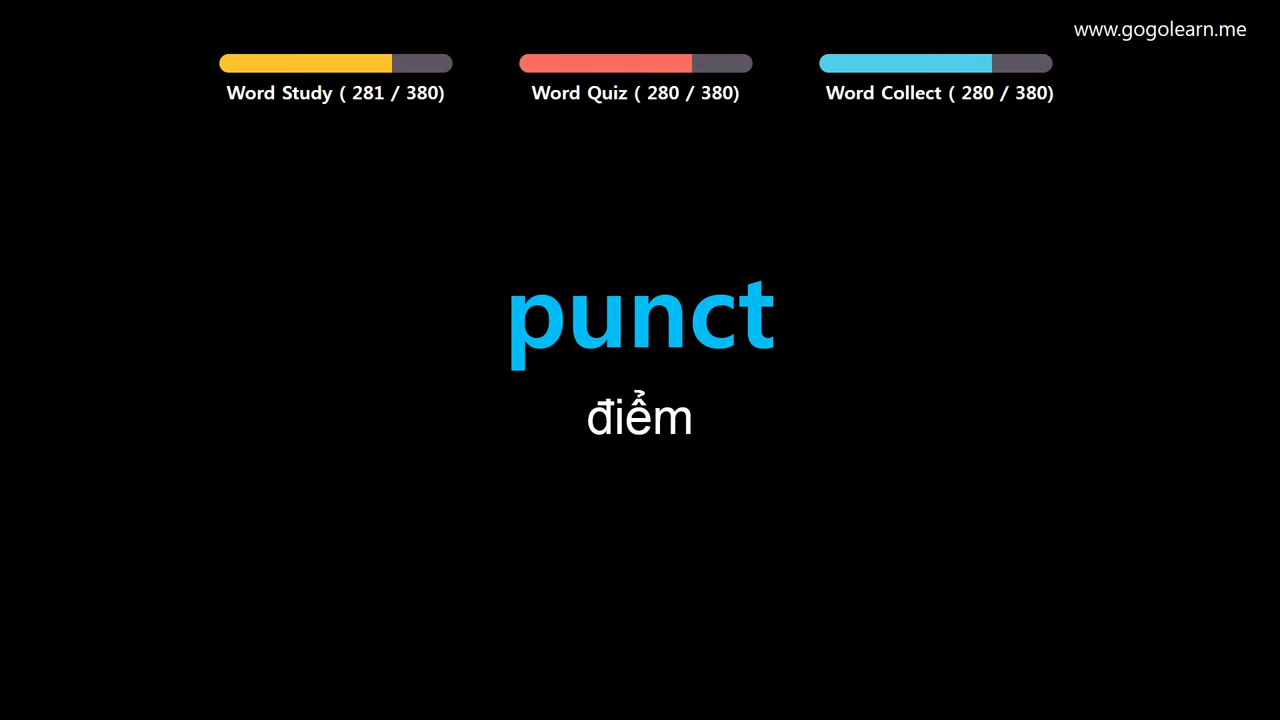 www.gogolearn.me
Word Study ( 281 / 380)
Word Quiz ( 280 / 380)
Word Collect ( 280 / 380)
punct
điểm